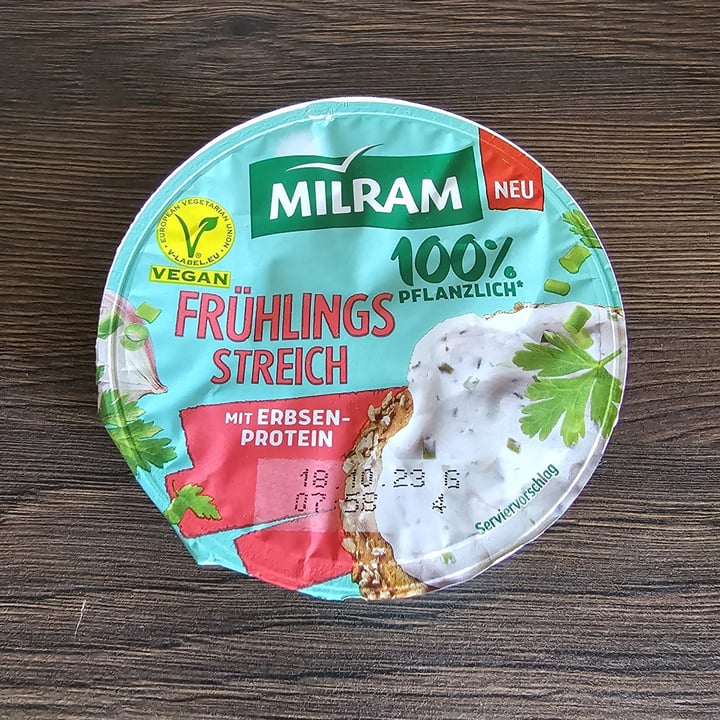 MILRAM
NEU
EUROPEAN VEGETARIAN UNION
V-LABEL.EU
VEGAN
100%
PFLANZLICH*
FRÜHLINGS
STREICH
MIT ERBSEN-
PROTEIN
18.10.23 G
07:58
Serviervorschlag